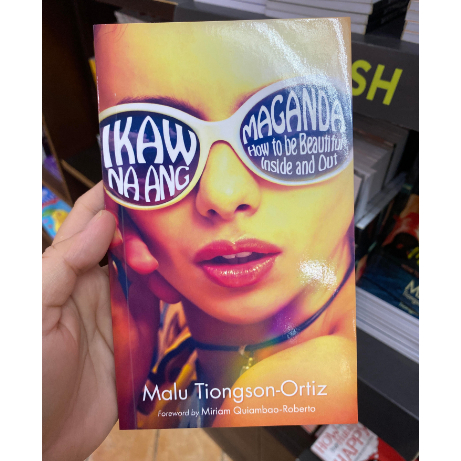 IKAW
NA ANG
MAGANDA
How to be Beautiful
Inside and Out
Malu Tiongson-Ortiz
Foreword by Miriam Quiambao-Roberto
SH
HAPP